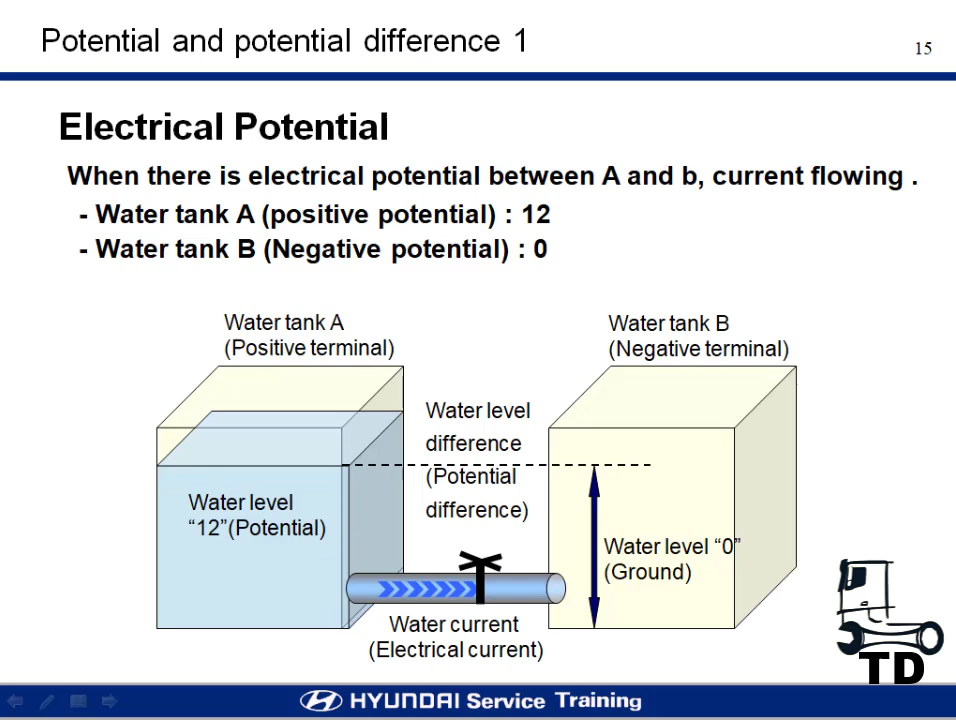 Potential and potential difference 1
15
Electrical Potential
When there is electrical potential between A and b, current flowing .
- Water tank A (positive potential) : 12
- Water tank B (Negative potential) : 0
Water tank A
(Positive terminal)
Water tank B
(Negative terminal)
Water level
difference
(Potential
difference)
Water level
“12”(Potential)
Water level “0”
(Ground)
Water current
(Electrical current)
TD
HYUNDAI Service Training